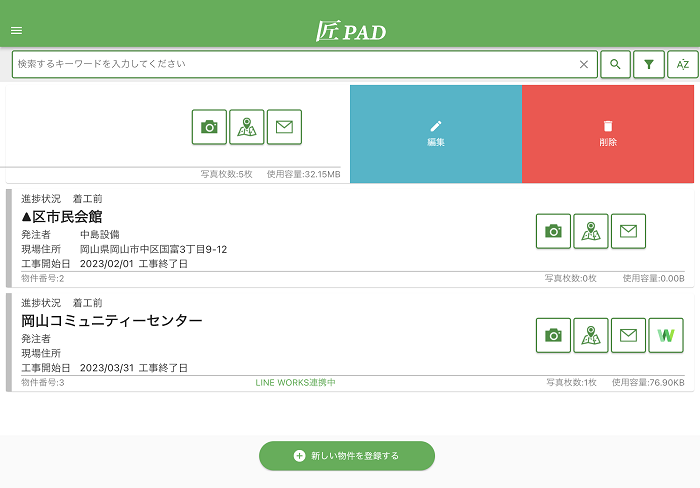 匠PAD
検索するキーワードを入力してください
AZ
編集
削除
写真枚数:5枚 使用容量:32.15MB
進捗状況 着工前
▲区市民会館
発注者 中島設備
現場住所 岡山県岡山市中区国富3丁目9-12
工事開始日 2023/02/01 工事終了日
物件番号:2 写真枚数:0枚 使用容量:0.00B
進捗状況 着工前
岡山コミュニティーセンター
発注者
現場住所
工事開始日 2023/03/31 工事終了日
物件番号:3 LINE WORKS連携中 写真枚数:1枚 使用容量:76.90KB
新しい物件を登録する